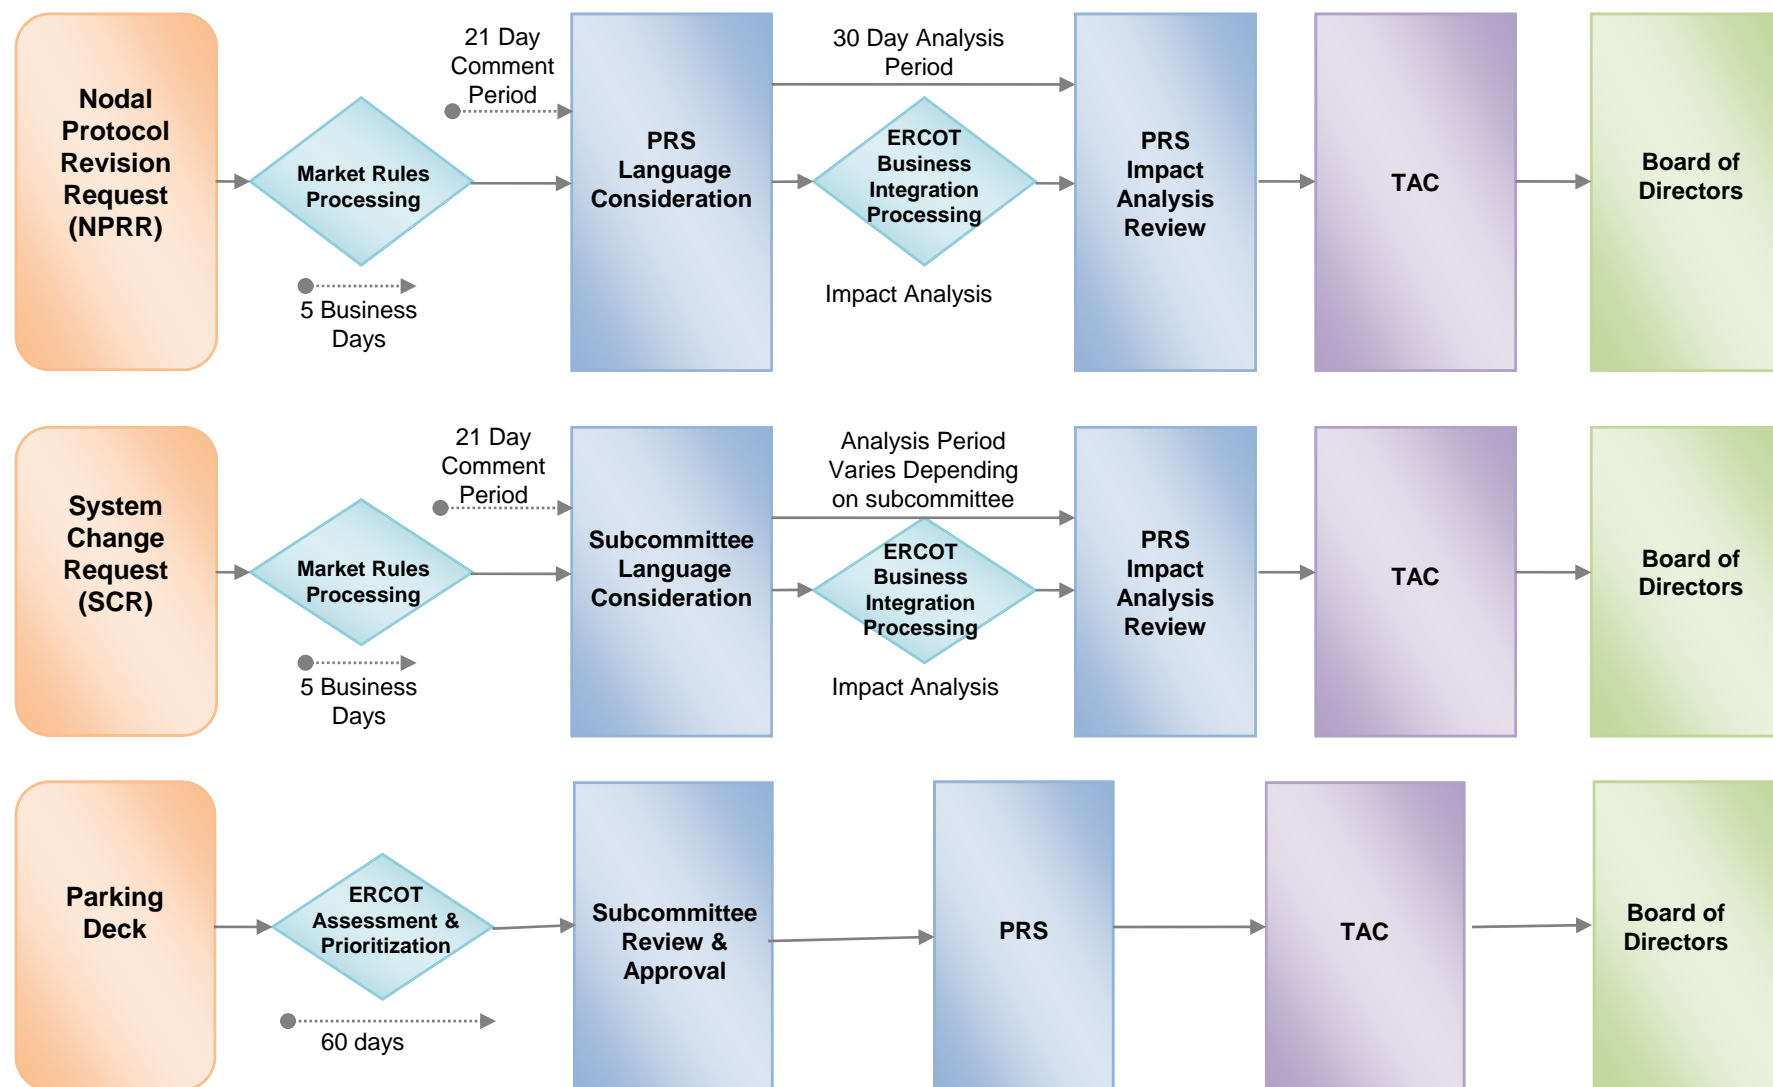 Nodal
Protocol
Revision
Request
(NPRR)
Market Rules
Processing
5 Business
Days
21 Day
Comment
Period
PRS
Language
Consideration
30 Day Analysis
Period
ERCOT
Business
Integration
Processing
Impact Analysis
PRS
Impact
Analysis
Review
TAC
Board of
Directors
System
Change
Request
(SCR)
Market Rules
Processing
5 Business
Days
21 Day
Comment
Period
Subcommittee
Language
Consideration
Analysis Period
Varies Depending
on subcommittee
ERCOT
Business
Integration
Processing
Impact Analysis
PRS
Impact
Analysis
Review
TAC
Board of
Directors
Parking
Deck
ERCOT
Assessment &
Prioritization
60 days
Subcommittee
Review &
Approval
PRS
TAC
Board of
Directors